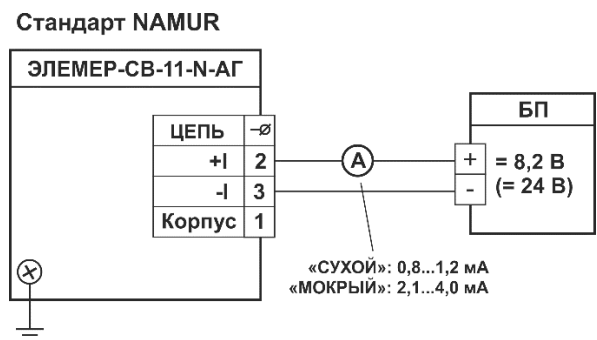 Стандарт NAMUR
ЭЛЕМЕР-СВ-11-N-АГ
ЦЕПЬ
+I 2
-I 3
Корпус 1
A
БП
+ = 8,2 В
- (= 24 В)
«СУХОЙ»: 0,8...1,2 мА
«МОКРЫЙ»: 2,1...4,0 мА